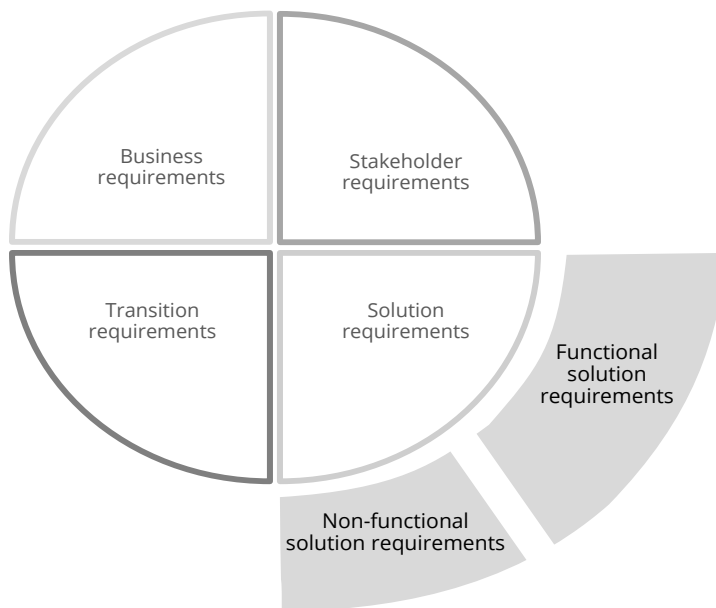 Business
requirements
Stakeholder
requirements
Transition
requirements
Solution
requirements
Functional
solution
requirements
Non-functional
solution requirements